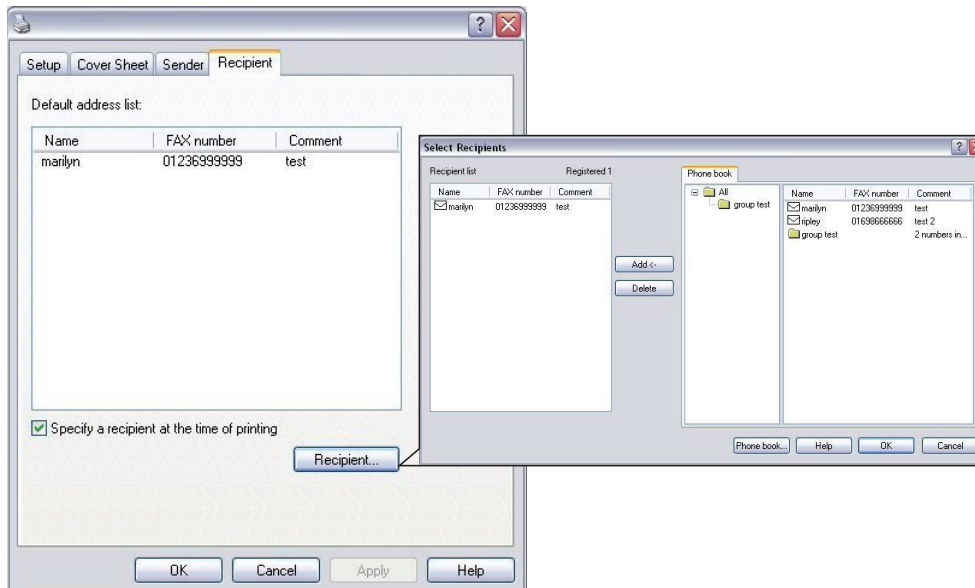 Setup Cover Sheet Sender Recipient
Default address list:
Name FAX number Comment
marilyn 01236999999 test
Specify a recipient at the time of printing
Recipient...
OK Cancel Apply Help
Select Recipients
Recipient list Registered 1
Name FAX number Comment
marilyn 01236999999 test
Add <-
Delete
Phone book
All
group test
Name FAX number Comment
marilyn 01236999999 test
ripley 01698666666 test 2
group test 2 numbers in...
Phone book... Help OK Cancel